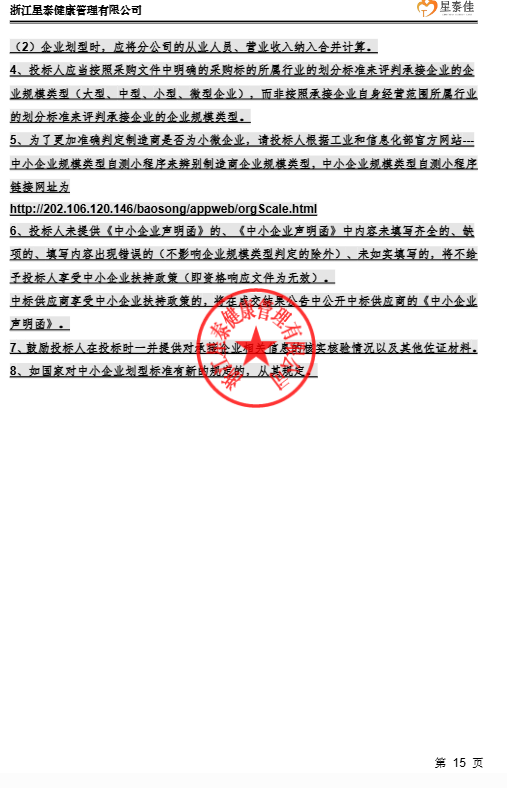 浙江星泰健康管理有限公司
星泰佳
（2）企业划型时，应将分公司的从业人员、营业收入纳入合并计算。
4、投标人应当按照采购文件中明确的采购标的所属行业的划分标准来评判承接企业的企
业规模类型（大型、中型、小型、微型企业），而非按照承接企业自身经营范围所属行业
的划分标准来评判承接企业的企业规模类型。
5、为了更加准确判定制造商是否为小微企业，请投标人根据工业和信息化部官方网站---
中小企业规模类型自测小程序来辨别制造商企业规模类型，中小企业规模类型自测小程序
链接网址为
http://202.106.120.146/baosong/appweb/orgScale.html
6、投标人未提供《中小企业声明函》的、《中小企业声明函》中内容未填写齐全的、缺
项的、填写内容出现错误的（不影响企业规模类型判定的除外）、未如实填写的，将不给
予投标人享受中小企业扶持政策（即资格响应文件为无效）。
中标供应商享受中小企业扶持政策的，将在成交结果公告中公开中标供应商的《中小企业
声明函》。
7、鼓励投标人在投标时一并提供对承接企业相关信息的核实核验情况以及其他佐证材料。
8、如国家对中小企业划型标准有新的规定的，从其规定。
浙江星泰健康管理有限公司
第 15 页